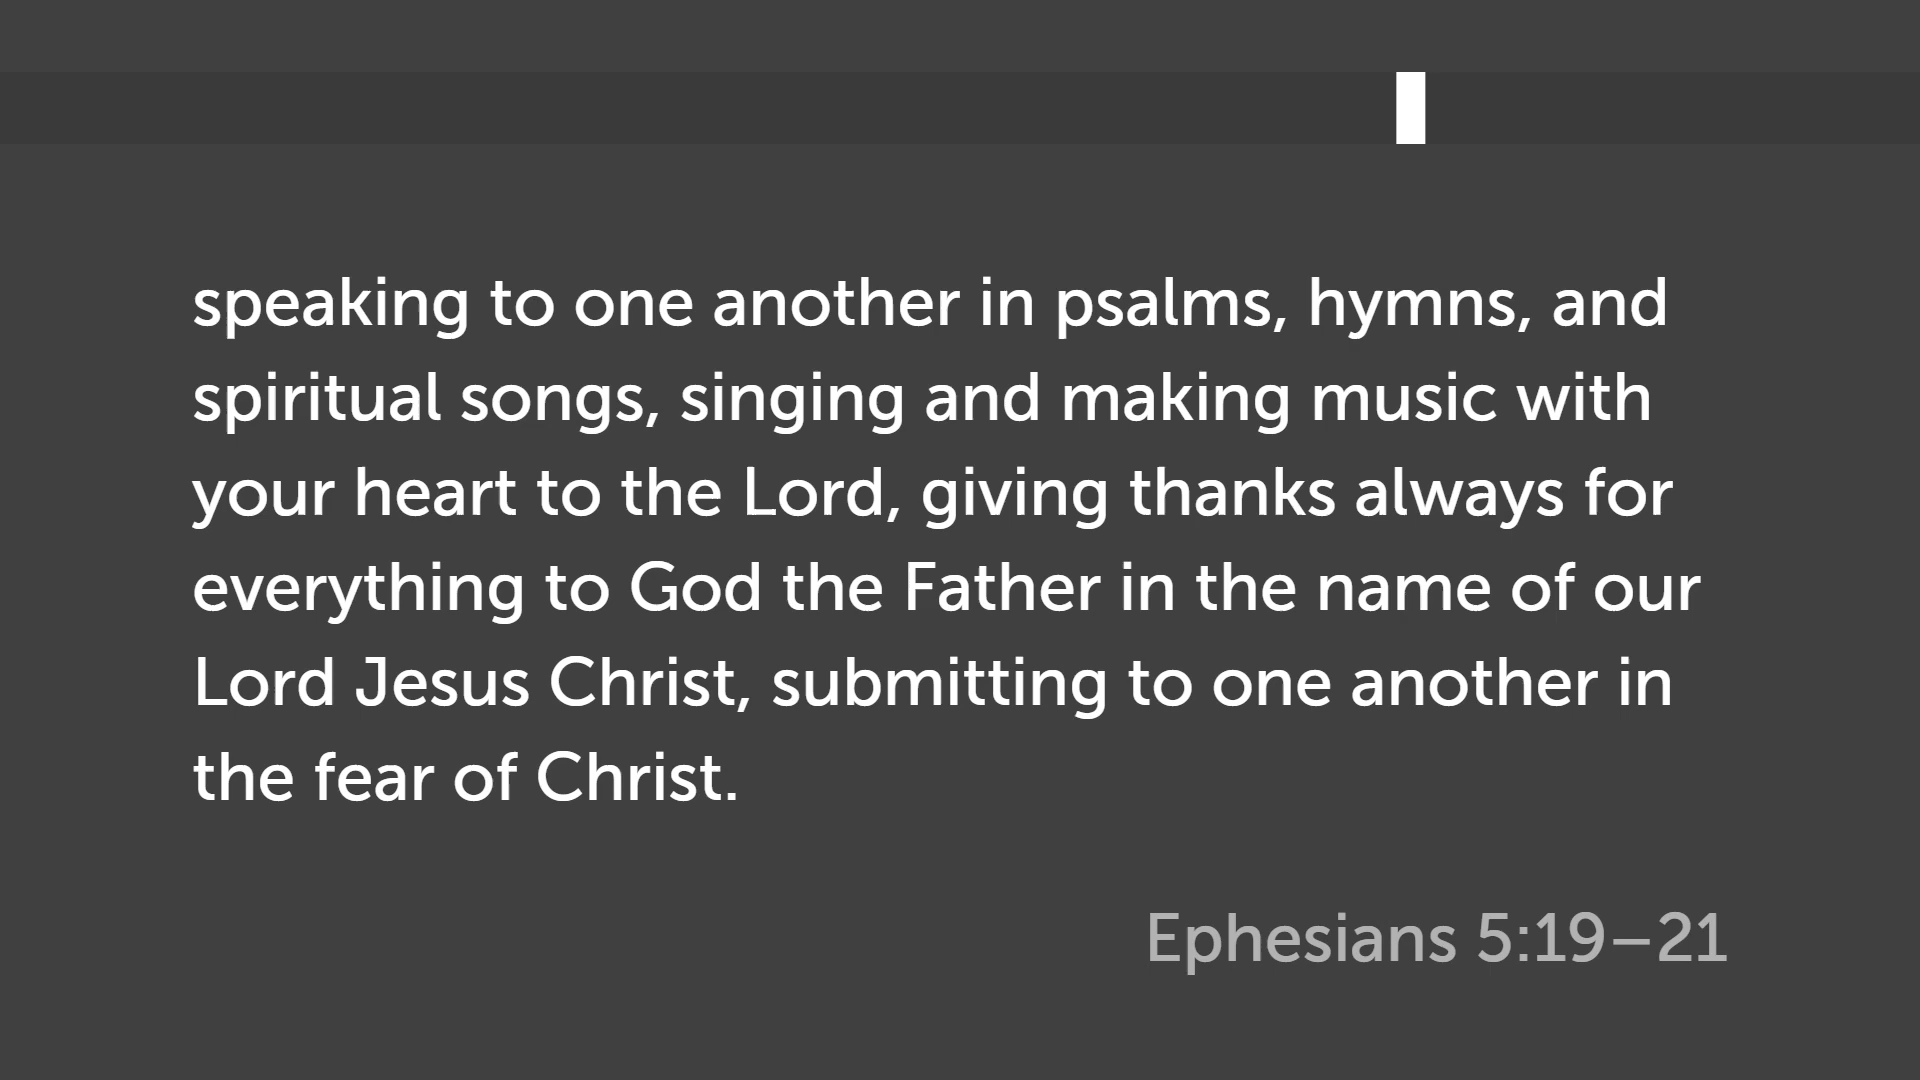 speaking to one another in psalms, hymns, and
spiritual songs, singing and making music with
your heart to the Lord, giving thanks always for
everything to God the Father in the name of our
Lord Jesus Christ, submitting to one another in
the fear of Christ.
Ephesians 5:19–21